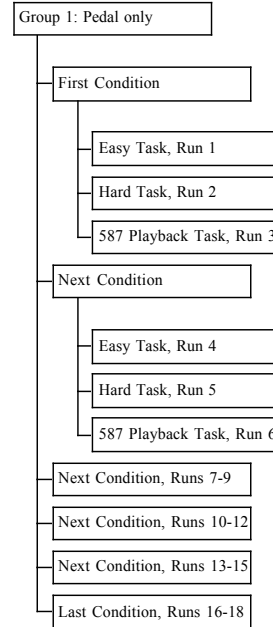 Group 1: Pedal only
First Condition
Easy Task, Run 1
Hard Task, Run 2
587 Playback Task, Run 3
Next Condition
Easy Task, Run 4
Hard Task, Run 5
587 Playback Task, Run 6
Next Condition, Runs 7-9
Next Condition, Runs 10-12
Next Condition, Runs 13-15
Last Condition, Runs 16-18